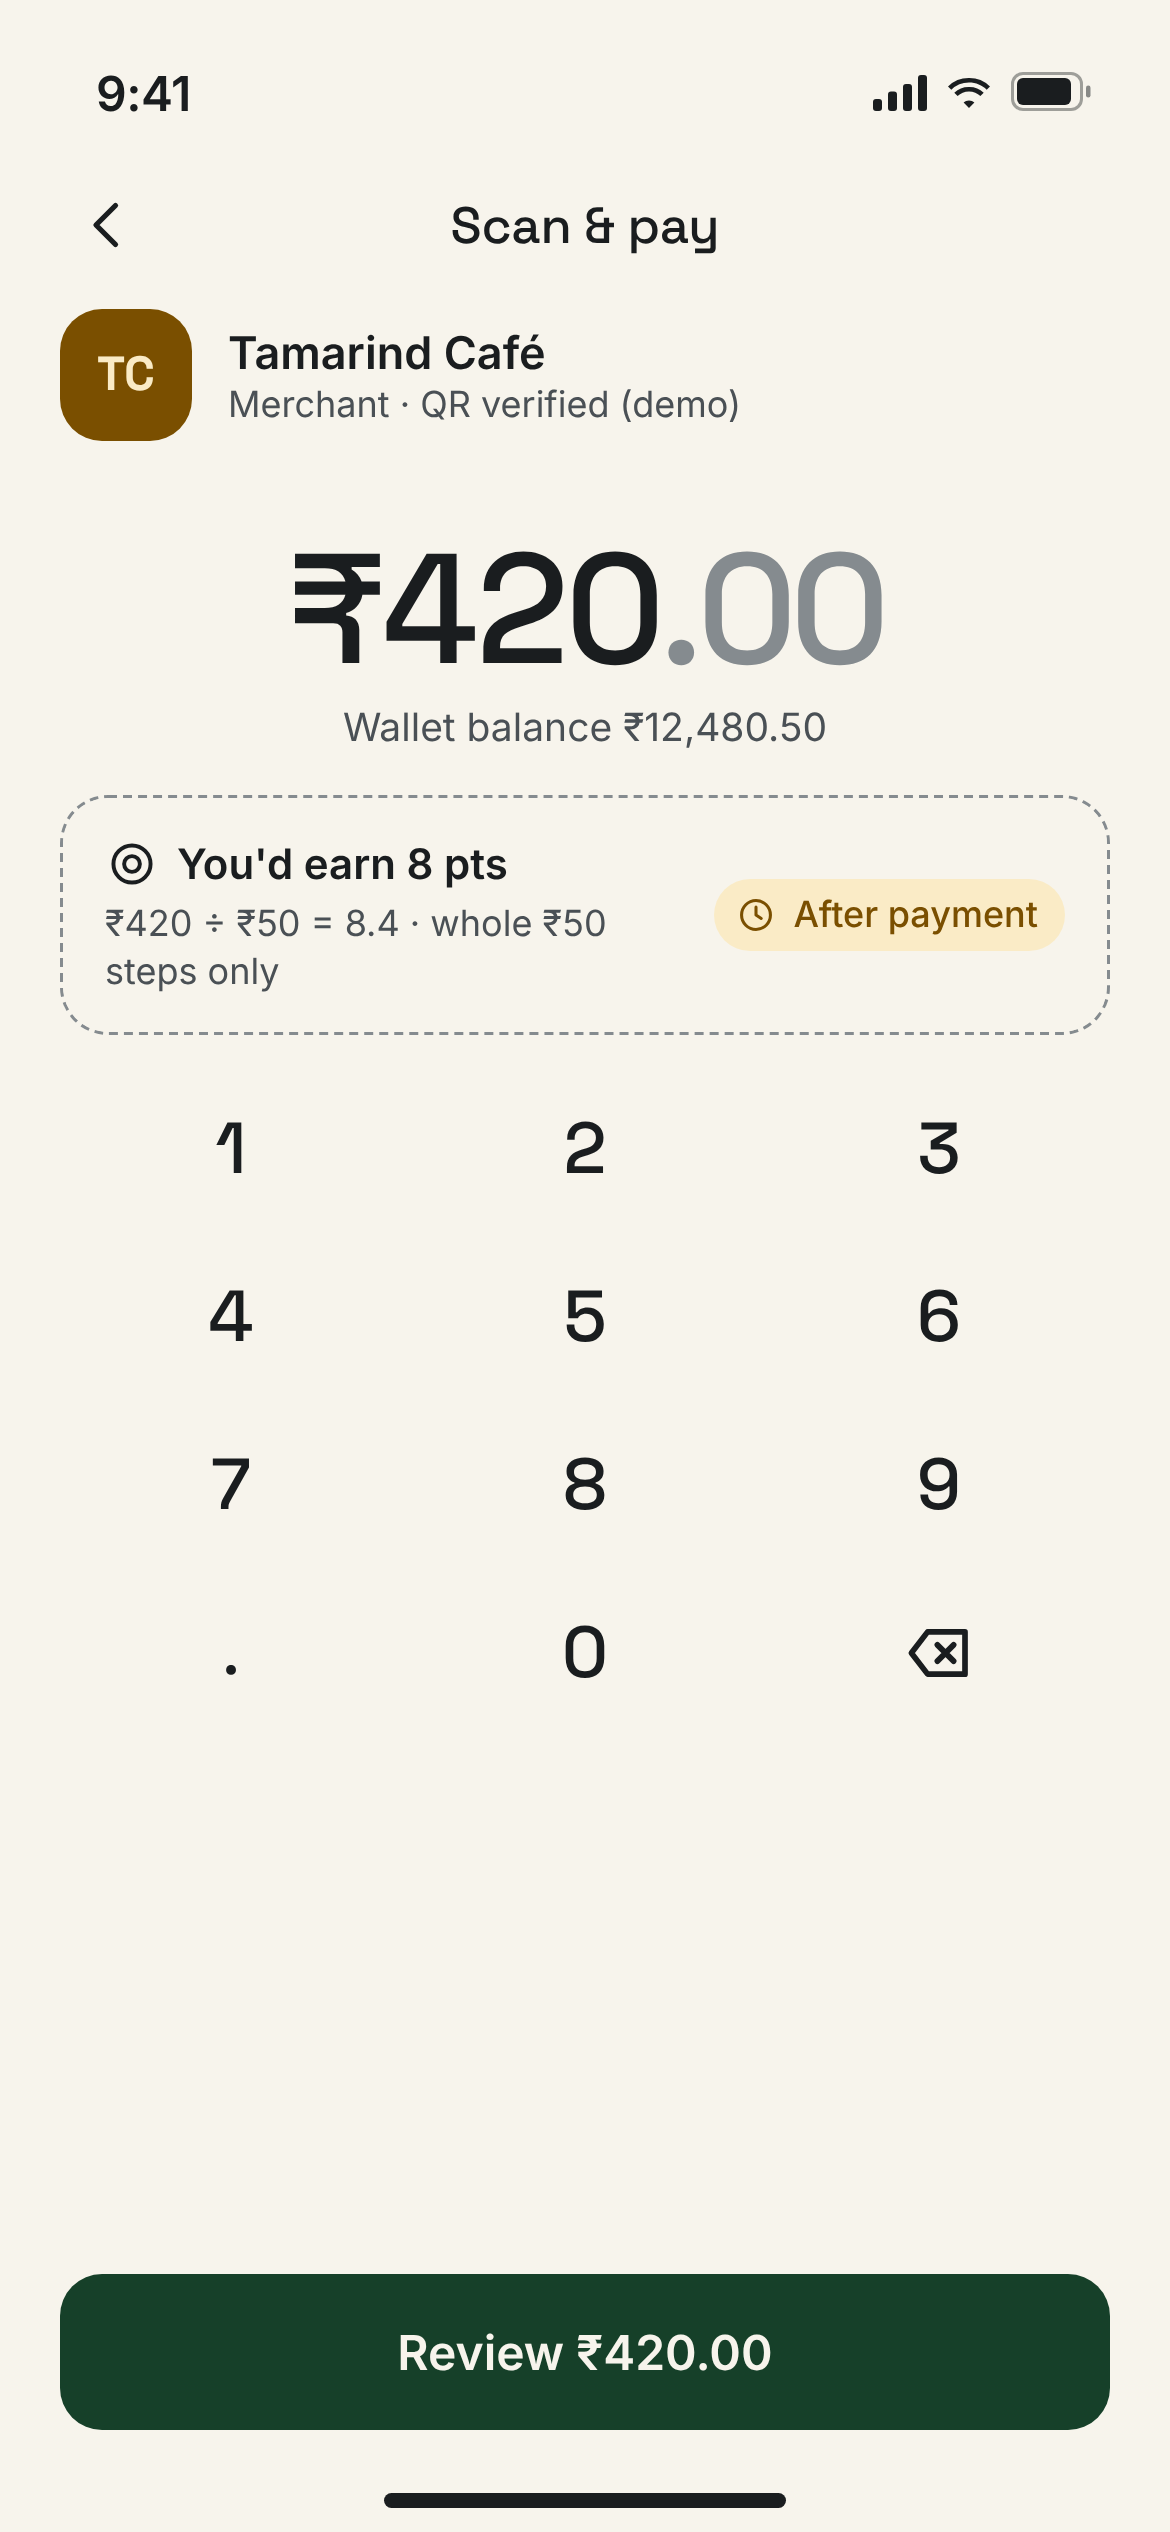 9:41
Scan & pay
TC
Tamarind Café
Merchant · QR verified (demo)
₹420.00
Wallet balance ₹12,480.50
You'd earn 8 pts
₹420 ÷ ₹50 = 8.4 · whole ₹50
steps only
After payment
1 2 3
4 5 6
7 8 9
. 0
Review ₹420.00